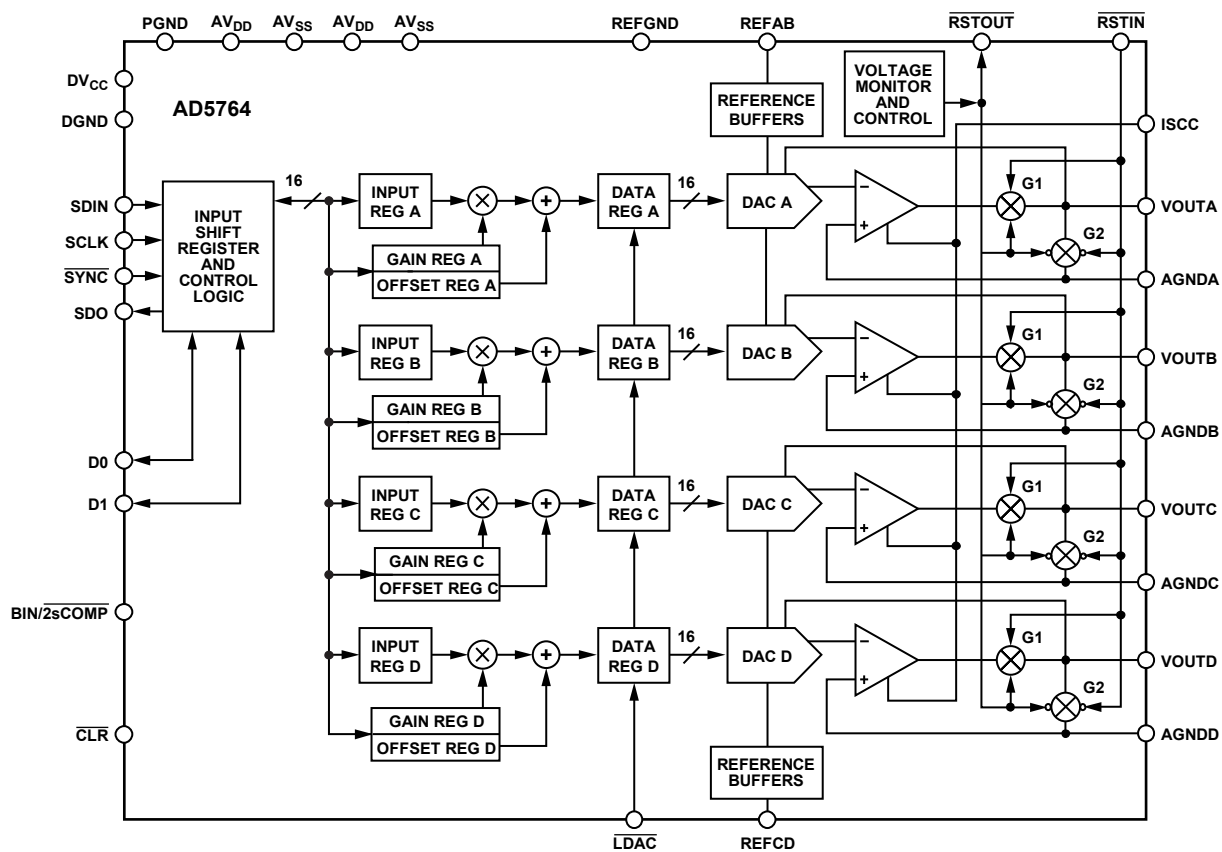 PGND AVDD AVSS AVDD AVSS REFGND REFAB RSTOUT RSTIN
DVCC
DGND
AD5764
REFERENCE
BUFFERS
VOLTAGE
MONITOR
AND
CONTROL
ISCC
SDIN
SCLK
SYNC
SDO
INPUT
SHIFT
REGISTER
AND
CONTROL
LOGIC
16
INPUT
REG A
GAIN REG A
OFFSET REG A
DATA
REG A
16
DAC A
G1
G2
VOUTA
AGNDA
INPUT
REG B
GAIN REG B
OFFSET REG B
DATA
REG B
16
DAC B
G1
G2
VOUTB
AGNDB
D0
D1
INPUT
REG C
GAIN REG C
OFFSET REG C
DATA
REG C
16
DAC C
G1
G2
VOUTC
AGNDC
BIN/2sCOMP
CLR
INPUT
REG D
GAIN REG D
OFFSET REG D
DATA
REG D
16
DAC D
G1
G2
VOUTD
AGNDD
REFERENCE
BUFFERS
LDAC REFCD